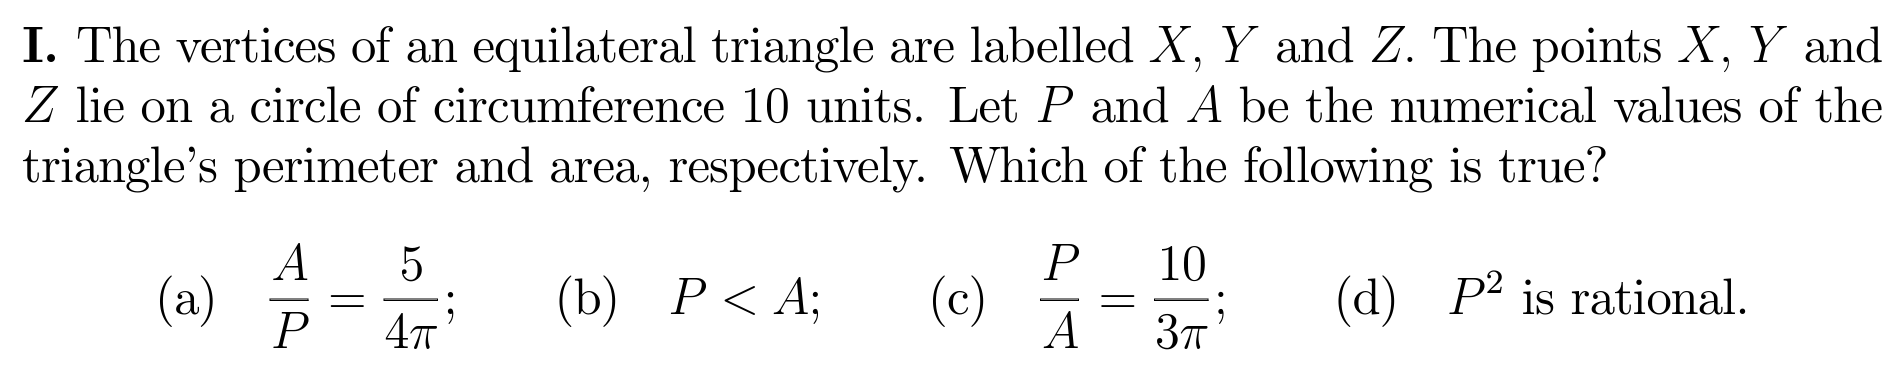 I. The vertices of an equilateral triangle are labelled X, Y and Z. The points X, Y and
Z lie on a circle of circumference 10 units. Let P and A be the numerical values of the
triangle's perimeter and area, respectively. Which of the following is true?
(a) A/P = 5/4π; (b) P < A; (c) P/A = 10/3π; (d) P² is rational.